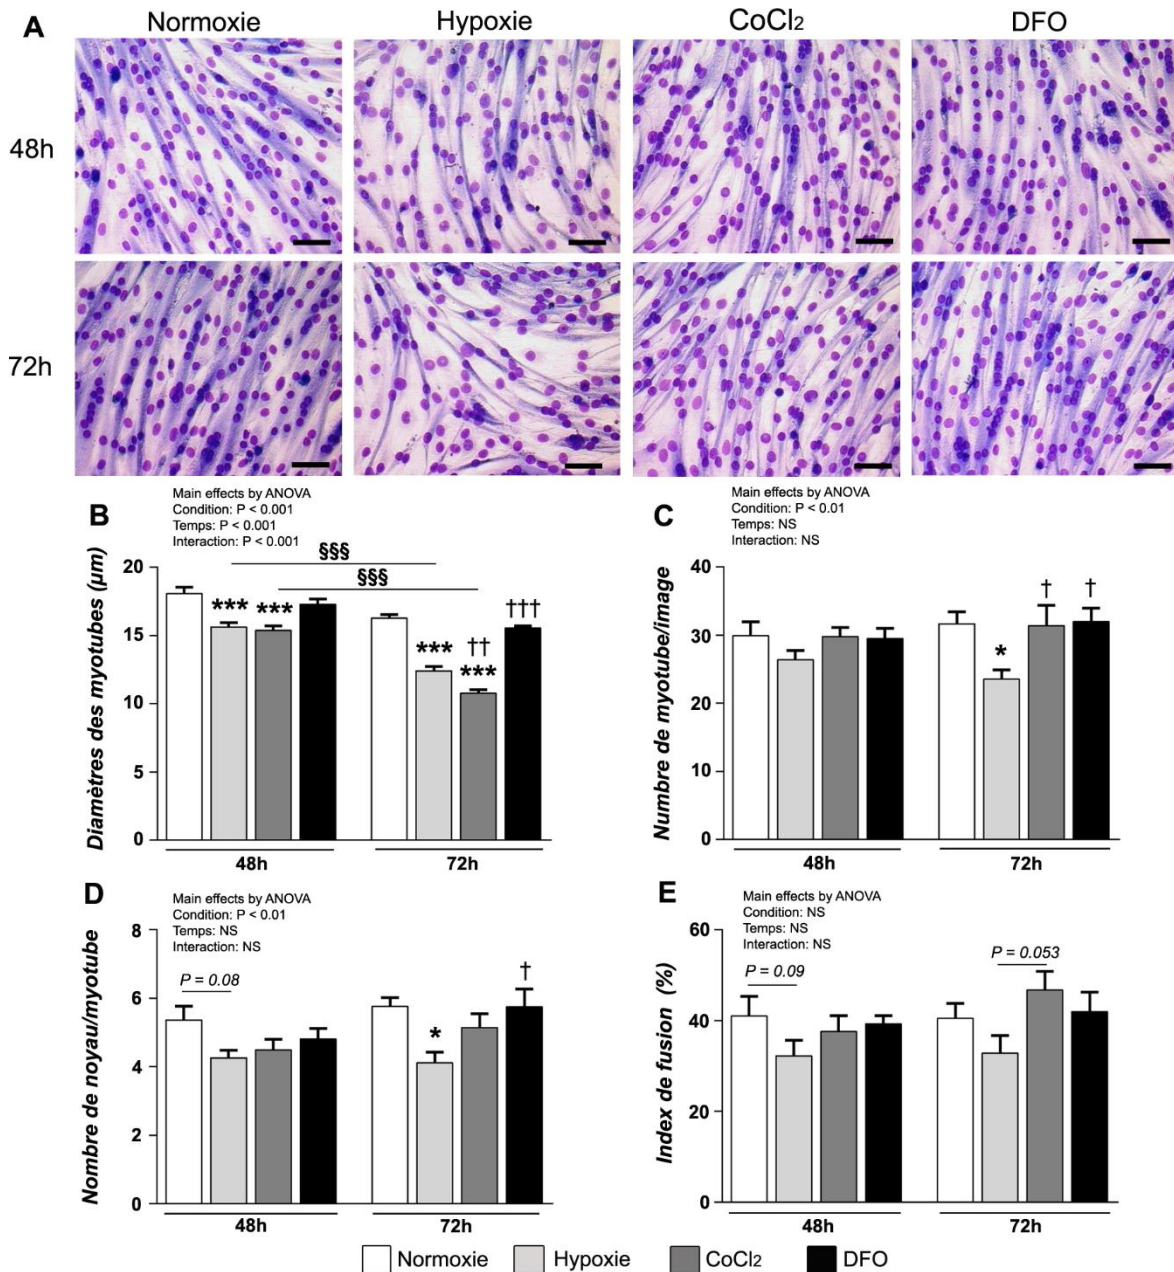 A
Normoxie
Hypoxie
CoCl2
DFO
48h
72h
B
Main effects by ANOVA
Condition: P < 0.001
Temps: P < 0.001
Interaction: P < 0.001
Diamètres des myotubes (µm)
20
15
10
5
0
§§§
§§§
***
***
***
††
***
†††
48h
72h
C
Main effects by ANOVA
Condition: P < 0.01
Temps: NS
Interaction: NS
Numbre de myotube/image
40
30
20
10
0
*
†
†
48h
72h
D
Main effects by ANOVA
Condition: P < 0.01
Temps: NS
Interaction: NS
Nombre de noyau/myotube
8
6
4
2
0
P = 0.08
*
†
48h
72h
E
Main effects by ANOVA
Condition: NS
Temps: NS
Interaction: NS
Index de fusion (%)
60
40
20
0
P = 0.09
P = 0.053
48h
72h
Normoxie
Hypoxie
CoCl2
DFO